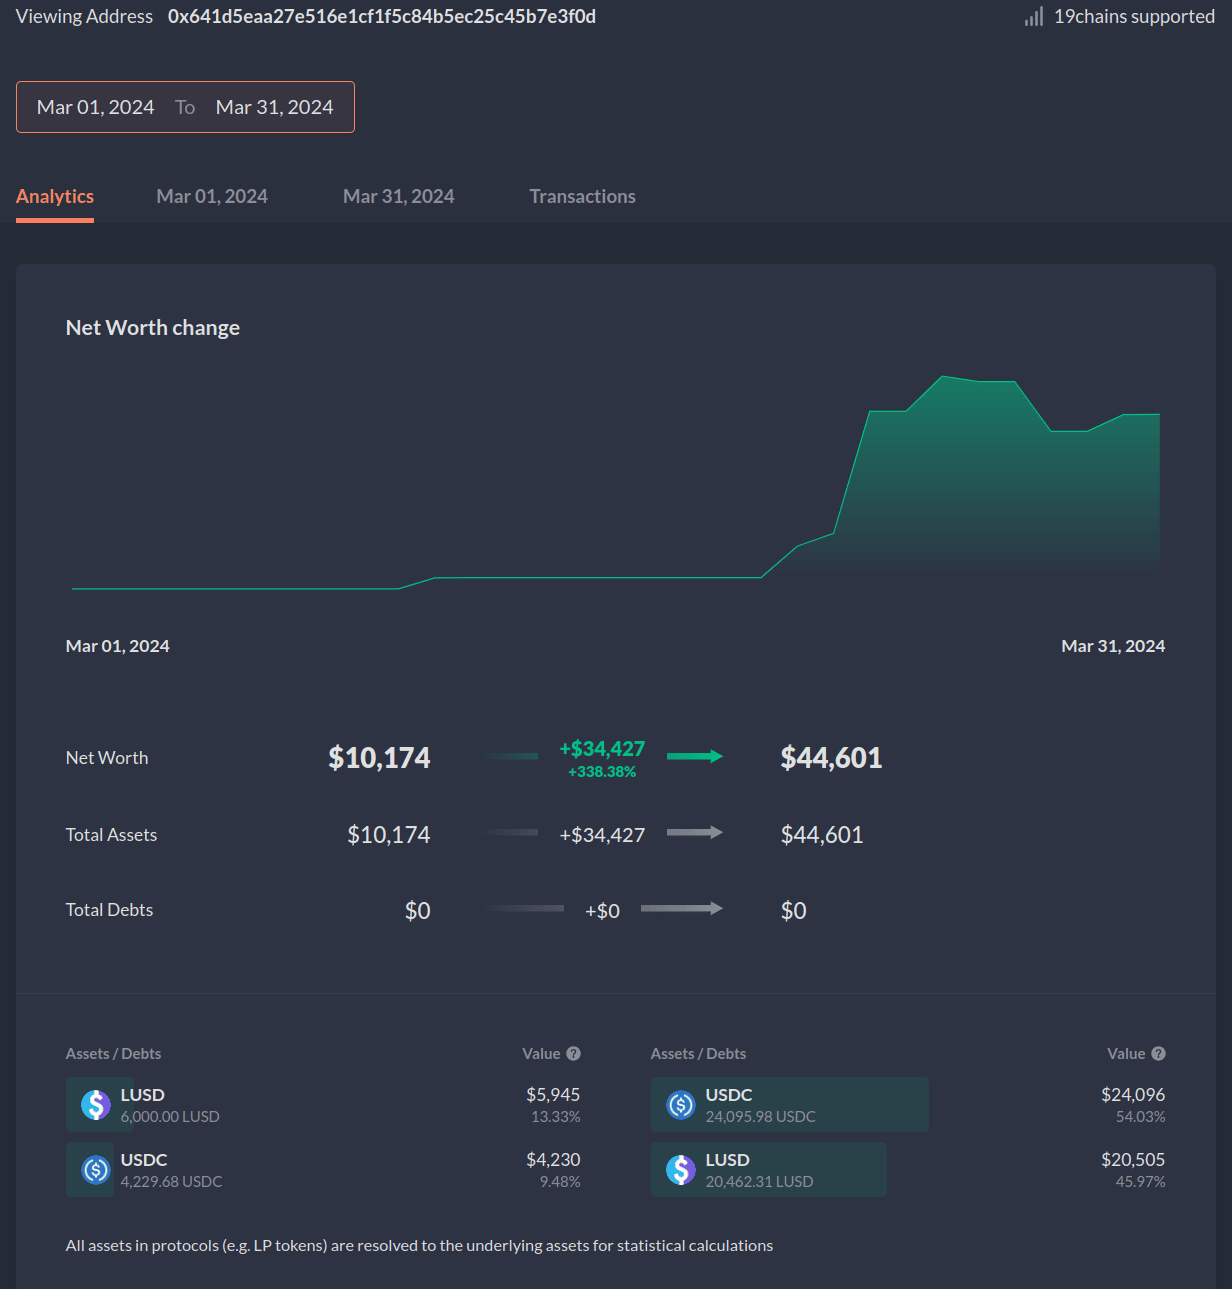 Viewing Address 0x641d5eaa27e516e1cf1f5c84b5ec25c45b7e3f0d
19chains supported
Mar 01, 2024 To Mar 31, 2024
Analytics Mar 01, 2024 Mar 31, 2024 Transactions
Net Worth change
Mar 01, 2024 Mar 31, 2024
Net Worth $10,174 +$34,427 $44,601
+338.38%
Total Assets $10,174 +$34,427 $44,601
Total Debts $0 +$0 $0
Assets / Debts Value ?
LUSD $5,945
6,000.00 LUSD 13.33%
USDC $4,230
4,229.68 USDC 9.48%
Assets / Debts Value ?
USDC $24,096
24,095.98 USDC 54.03%
LUSD $20,505
20,462.31 LUSD 45.97%
All assets in protocols (e.g. LP tokens) are resolved to the underlying assets for statistical calculations